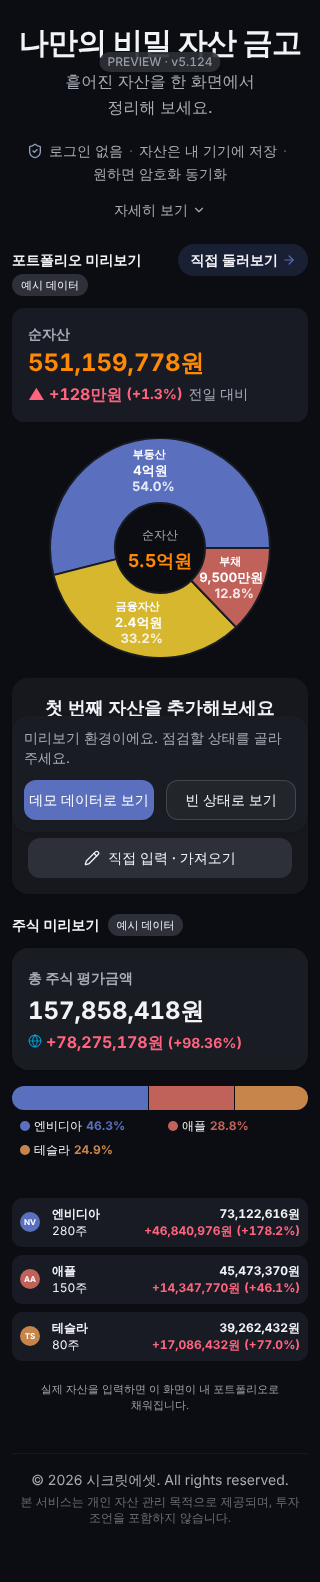 나만의 비밀 자산 금고
PREVIEW · v5.124
흩어진 자산을 한 화면에서
정리해 보세요.
로그인 없음 · 자산은 내 기기에 저장 ·
원하면 암호화 동기화
자세히 보기
포트폴리오 미리보기
직접 둘러보기 →
예시 데이터
순자산
551,159,778원
▲ +128만원 (+1.3%) 전일 대비
부동산
4억원
54.0%
순자산
5.5억원
부채
9,500만원
12.8%
금융자산
2.4억원
33.2%
첫 번째 자산을 추가해보세요
미리보기 환경이에요. 점검할 상태를 골라
주세요.
데모 데이터로 보기
빈 상태로 보기
직접 입력 · 가져오기
주식 미리보기 예시 데이터
총 주식 평가금액
157,858,418원
+78,275,178원 (+98.36%)
엔비디아 46.3% 애플 28.8%
테슬라 24.9%
NV 엔비디아 73,122,616원
280주 +46,840,976원 (+178.2%)
AA 애플 45,473,370원
150주 +14,347,770원 (+46.1%)
TS 테슬라 39,262,432원
80주 +17,086,432원 (+77.0%)
실제 자산을 입력하면 이 화면이 내 포트폴리오로
채워집니다.
© 2026 시크릿에셋. All rights reserved.
본 서비스는 개인 자산 관리 목적으로 제공되며, 투자
조언을 포함하지 않습니다.